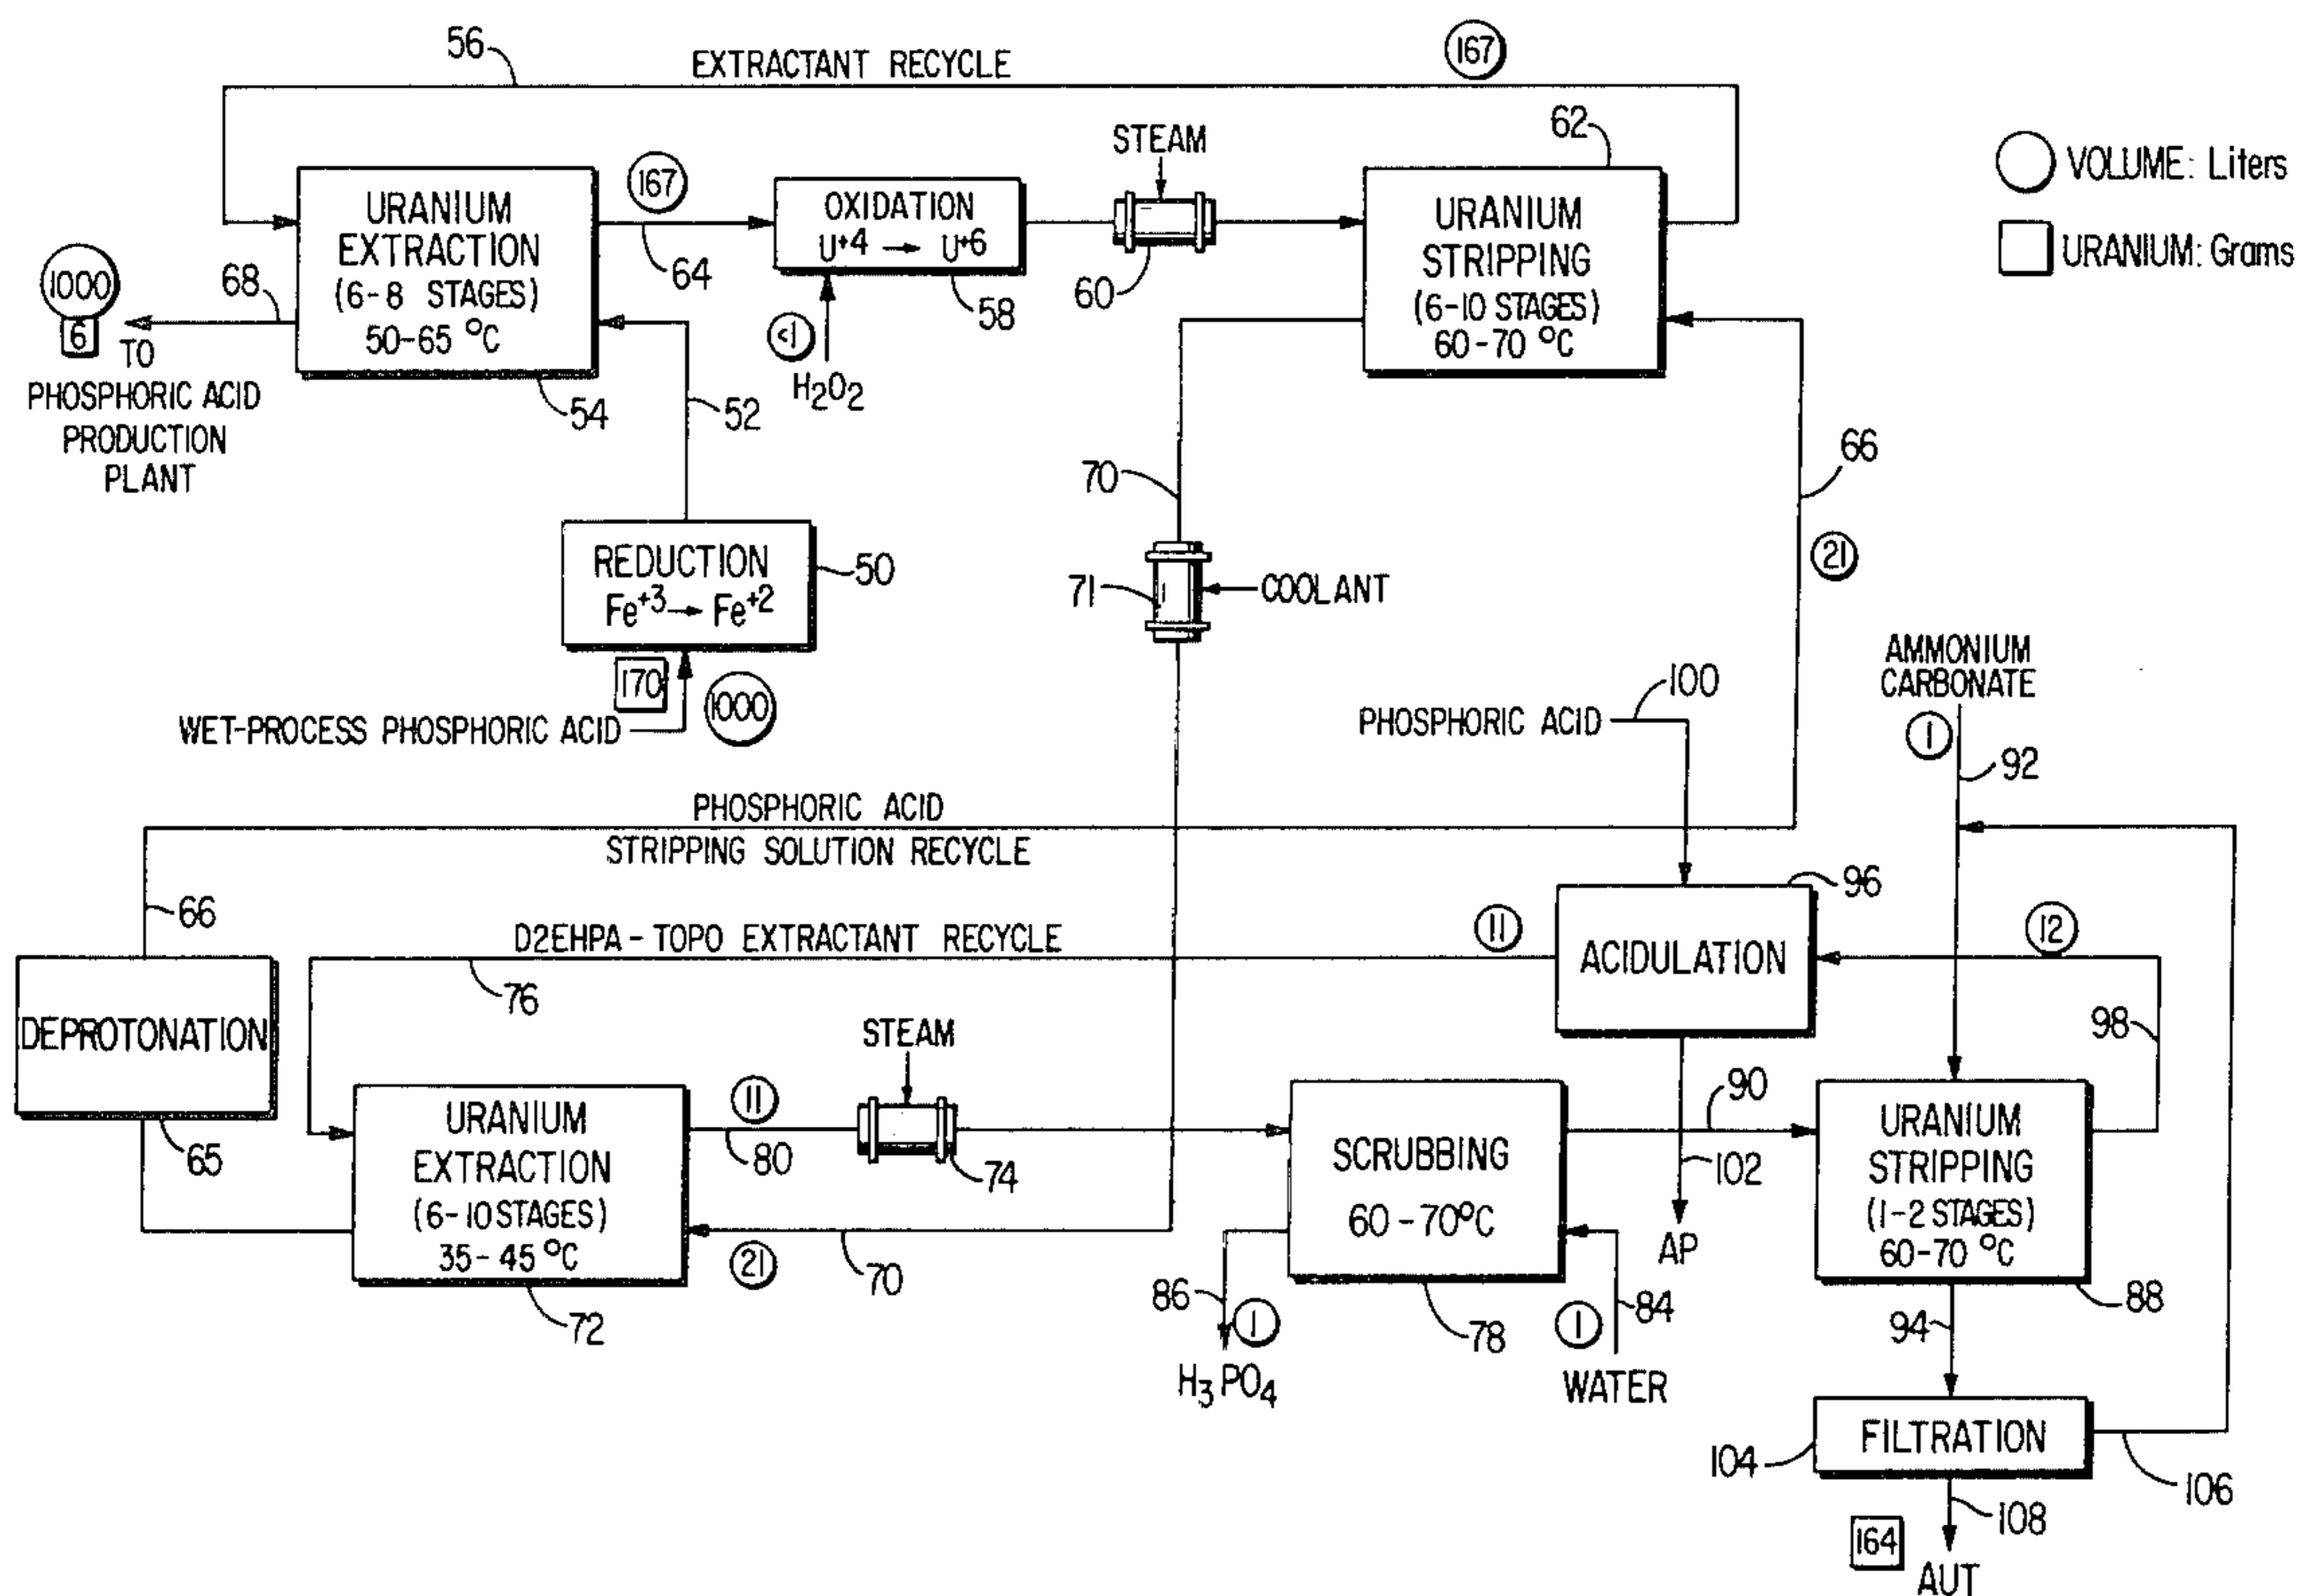 56
EXTRACTANT RECYCLE
167
STEAM
62
VOLUME: Liters
URANIUM: Grams
URANIUM
EXTRACTION
(6-8 STAGES)
50-65 °C
167
64
OXIDATION
U+4 → U+6
58
60
URANIUM
STRIPPING
(6-10 STAGES)
60-70 °C
1000
6
68
TO
PHOSPHORIC ACID
PRODUCTION
PLANT
54
52
<1
H2O2
70
66
21
REDUCTION
Fe+3 → Fe+2
50
71
COOLANT
170
1000
WET-PROCESS PHOSPHORIC ACID
PHOSPHORIC ACID
100
AMMONIUM
CARBONATE
1
92
PHOSPHORIC ACID
STRIPPING SOLUTION RECYCLE
66
96
D2EHPA-TOPO EXTRACTANT RECYCLE
11
ACIDULATION
12
76
98
DEPROTONATION
65
STEAM
URANIUM
EXTRACTION
(6-10 STAGES)
35-45 °C
72
11
80
74
21
70
SCRUBBING
60-70°C
78
90
102
AP
URANIUM
STRIPPING
(1-2 STAGES)
60-70 °C
88
86
1
H3PO4
1
84
WATER
94
FILTRATION
104
106
108
164
AUT